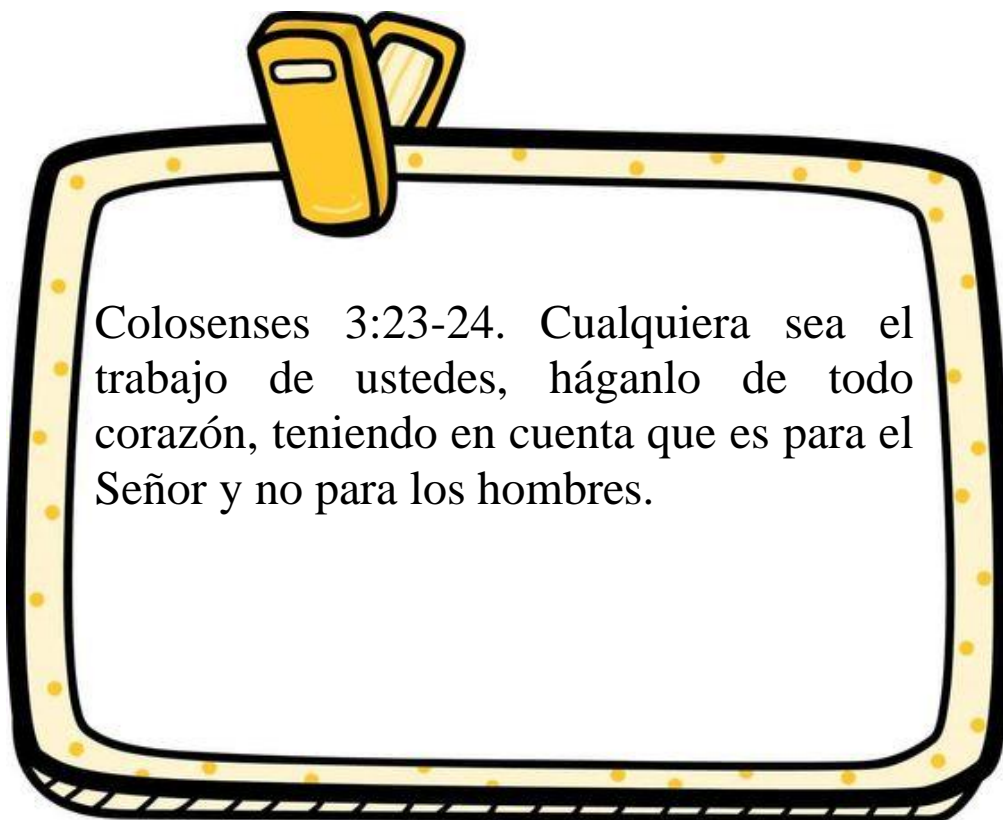 Colosenses 3:23-24. Cualquiera sea el
trabajo de ustedes, háganlo de todo
corazón, teniendo en cuenta que es para el
Señor y no para los hombres.